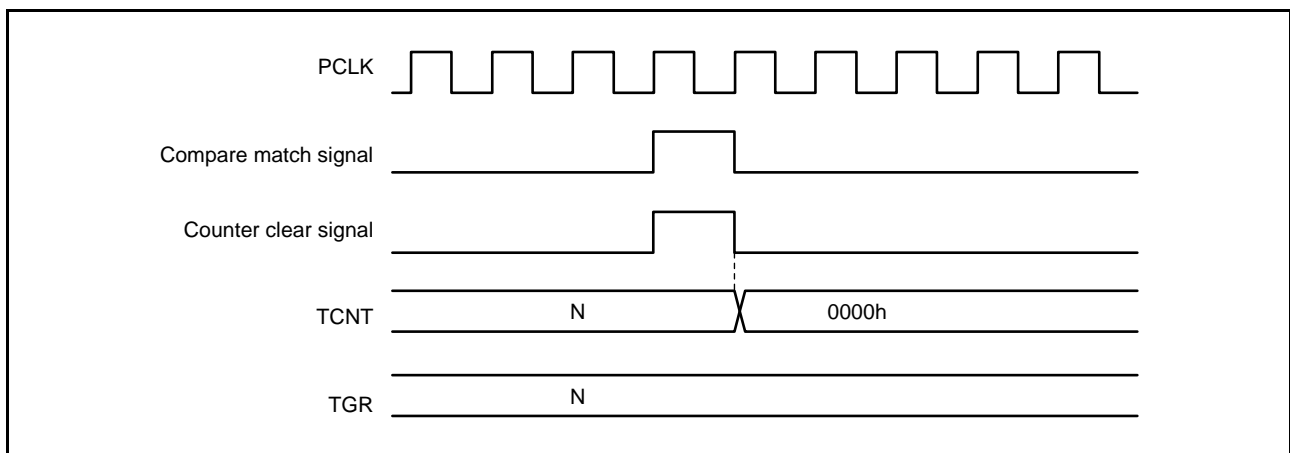 PCLK
Compare match signal
Counter clear signal
TCNT N 0000h
TGR N